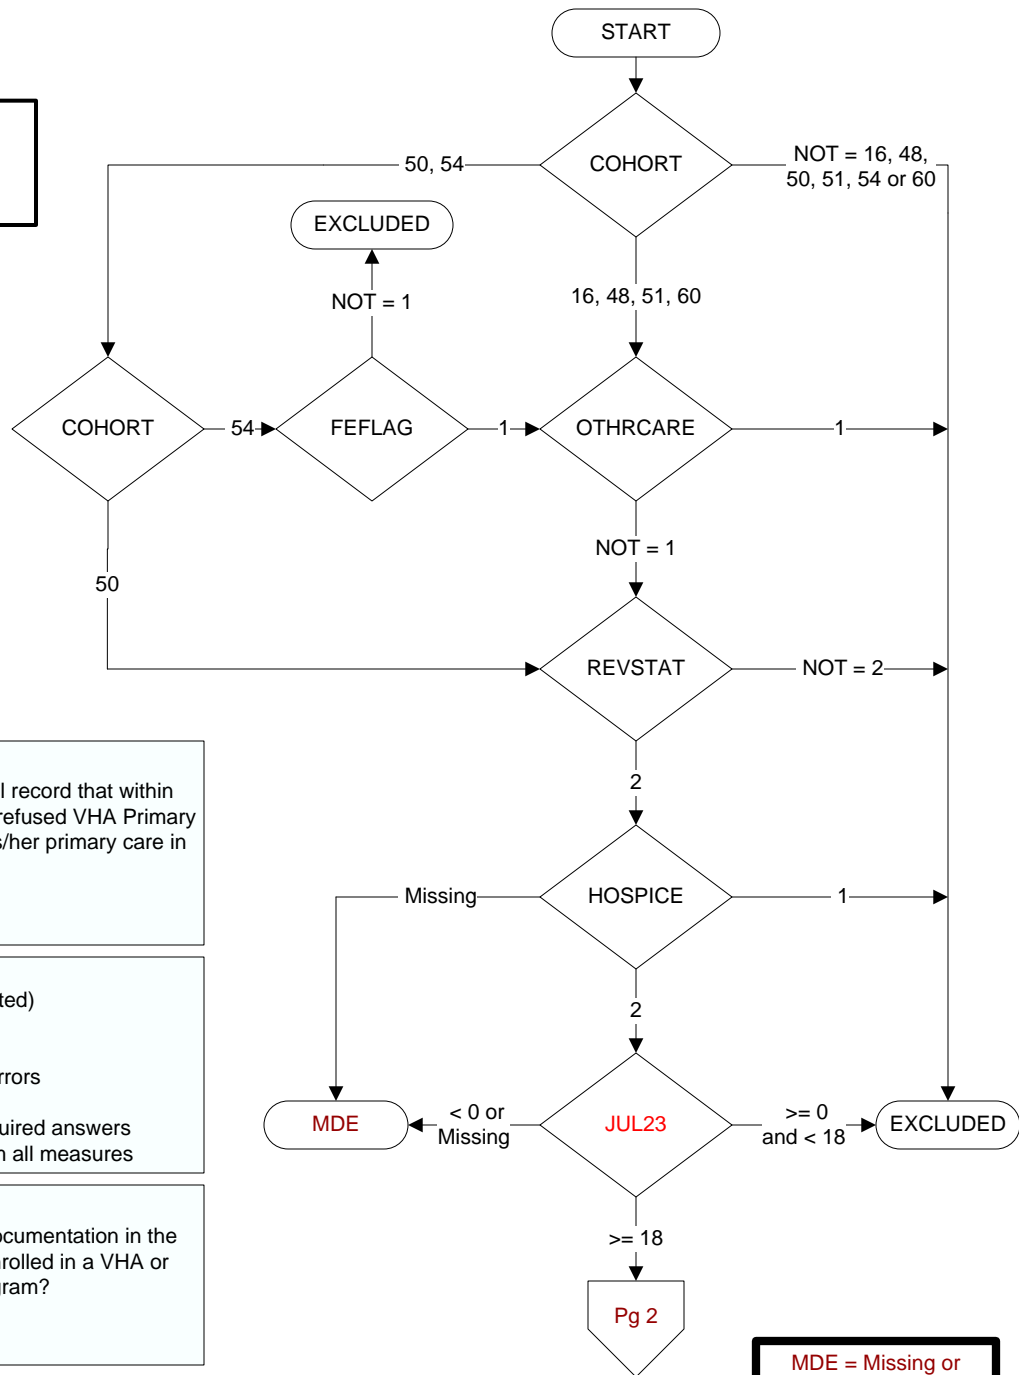 START
COHORT
50, 54
NOT = 16, 48,
50, 51, 54 or 60
EXCLUDED
NOT = 1
16, 48, 51, 60
COHORT
54
FEFLAG
1
OTHRCARE
1
NOT = 1
50
REVSTAT
NOT = 2
2
l record that within
refused VHA Primary
s/her primary care in
Missing
HOSPICE
1
2
ted)
rrors
uired answers
n all measures
MDE
< 0 or
Missing
JUL23
>= 0
and < 18
EXCLUDED
>= 18
ocumentation in the
nrolled in a VHA or
gram?
Pg 2
MDE = Missing or